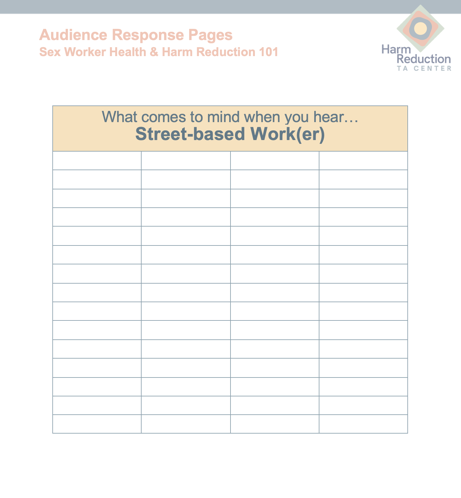 Audience Response Pages
Sex Worker Health & Harm Reduction 101
Harm
Reduction
TA CENTER
What comes to mind when you hear…
Street-based Work(er)